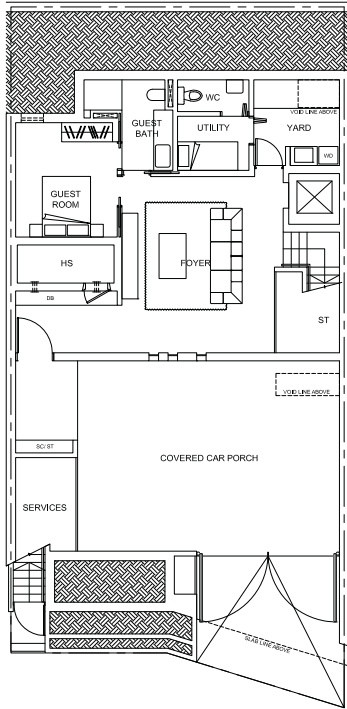 WC
VOID LINE ABOVE
GUEST
BATH
UTILITY
YARD
WD
GUEST
ROOM
HS
FOYER
DB
ST
VOID LINE ABOVE
SC/ ST
COVERED CAR PORCH
SERVICES
SLAB LINE ABOVE